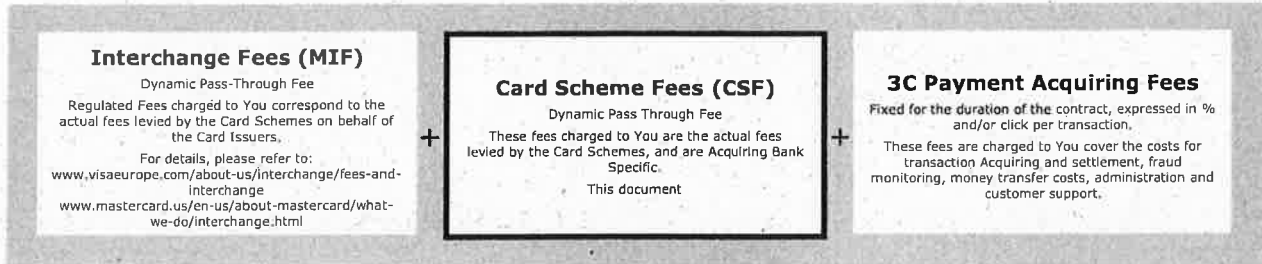 Interchange Fees (MIF)
Dynamic Pass-Through Fee
Regulated Fees charged to You correspond to the
actual fees levied by the Card Schemes on behalf of
the Card Issuers.
For details, please refer to:
www.visaeurope.com/about-us/interchange/fees-and-
interchange
www.mastercard.us/en-us/about-mastercard/what-
we-do/interchange.html
+
Card Scheme Fees (CSF)
Dynamic Pass Through Fee
These fees charged to You are the actual fees
levied by the Card Schemes, and are Acquiring Bank
Specific.
This document
+
3C Payment Acquiring Fees
Fixed for the duration of the contract, expressed in %
and/or click per transaction.
These fees are charged to You cover the costs for
transaction Acquiring and settlement, fraud
monitoring, money transfer costs, administration and
customer support.